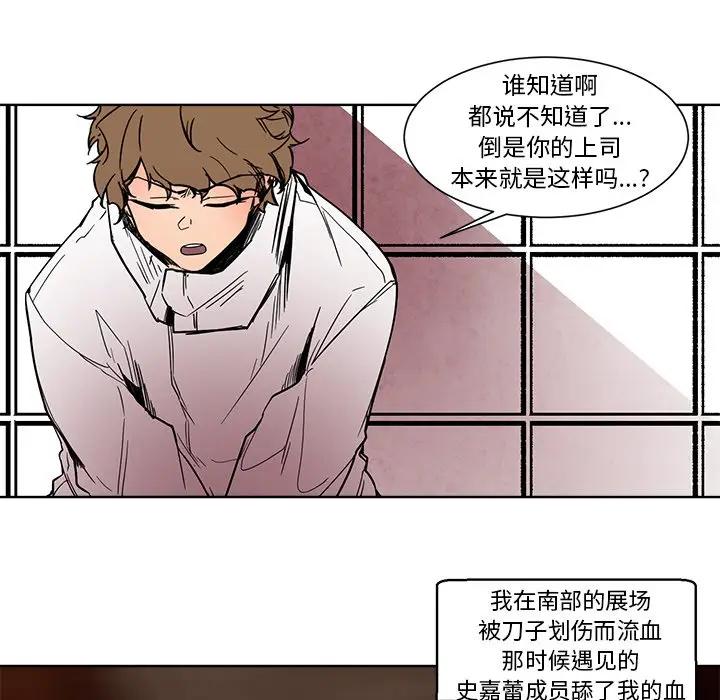 谁知道啊
都说不知道了...
倒是你的上司
本来就是这样吗...?
我在南部的展场
被刀子划伤而流血
那时候遇见的
史嘉蕾成员舔了我的血